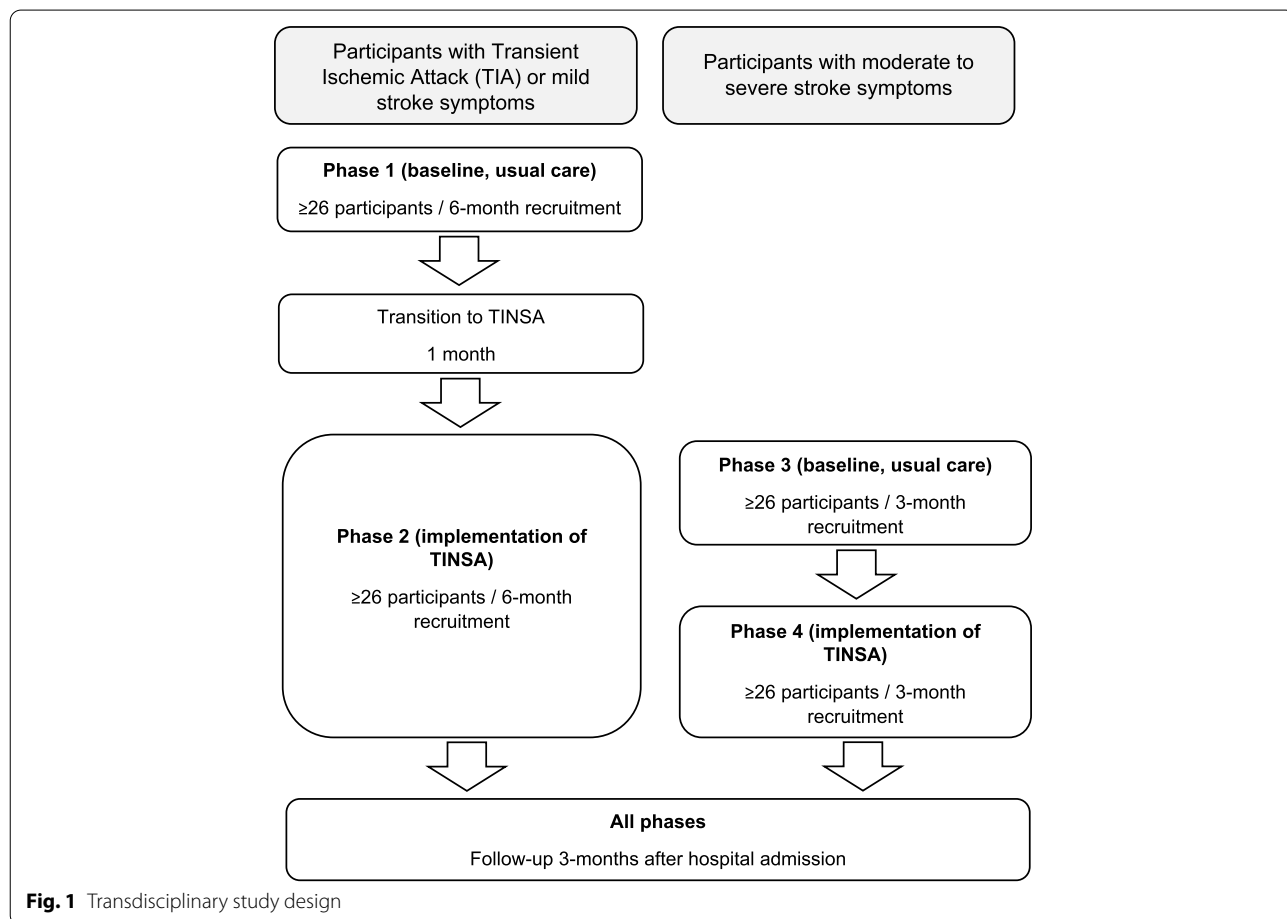 Participants with Transient
Ischemic Attack (TIA) or mild
stroke symptoms
Participants with moderate to
severe stroke symptoms
Phase 1 (baseline, usual care)
≥26 participants / 6-month recruitment
Transition to TINSA
1 month
Phase 2 (implementation of
TINSA)
≥26 participants / 6-month
recruitment
Phase 3 (baseline, usual care)
≥26 participants / 3-month
recruitment
Phase 4 (implementation of
TINSA)
≥26 participants / 3-month
recruitment
All phases
Follow-up 3-months after hospital admission
Fig. 1 Transdisciplinary study design